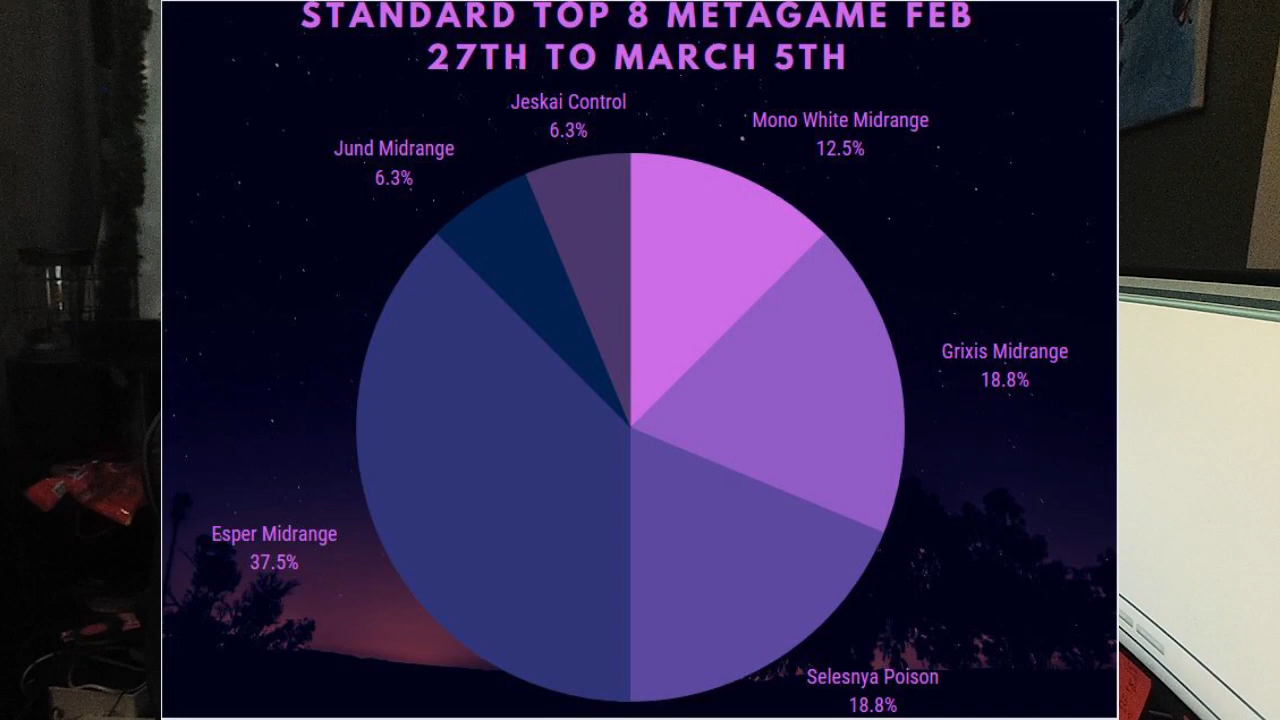 STANDARD TOP 8 METAGAME FEB
27TH TO MARCH 5TH
Jeskai Control
6.3%
Mono White Midrange
12.5%
Jund Midrange
6.3%
Grixis Midrange
18.8%
Esper Midrange
37.5%
Selesnya Poison
18.8%